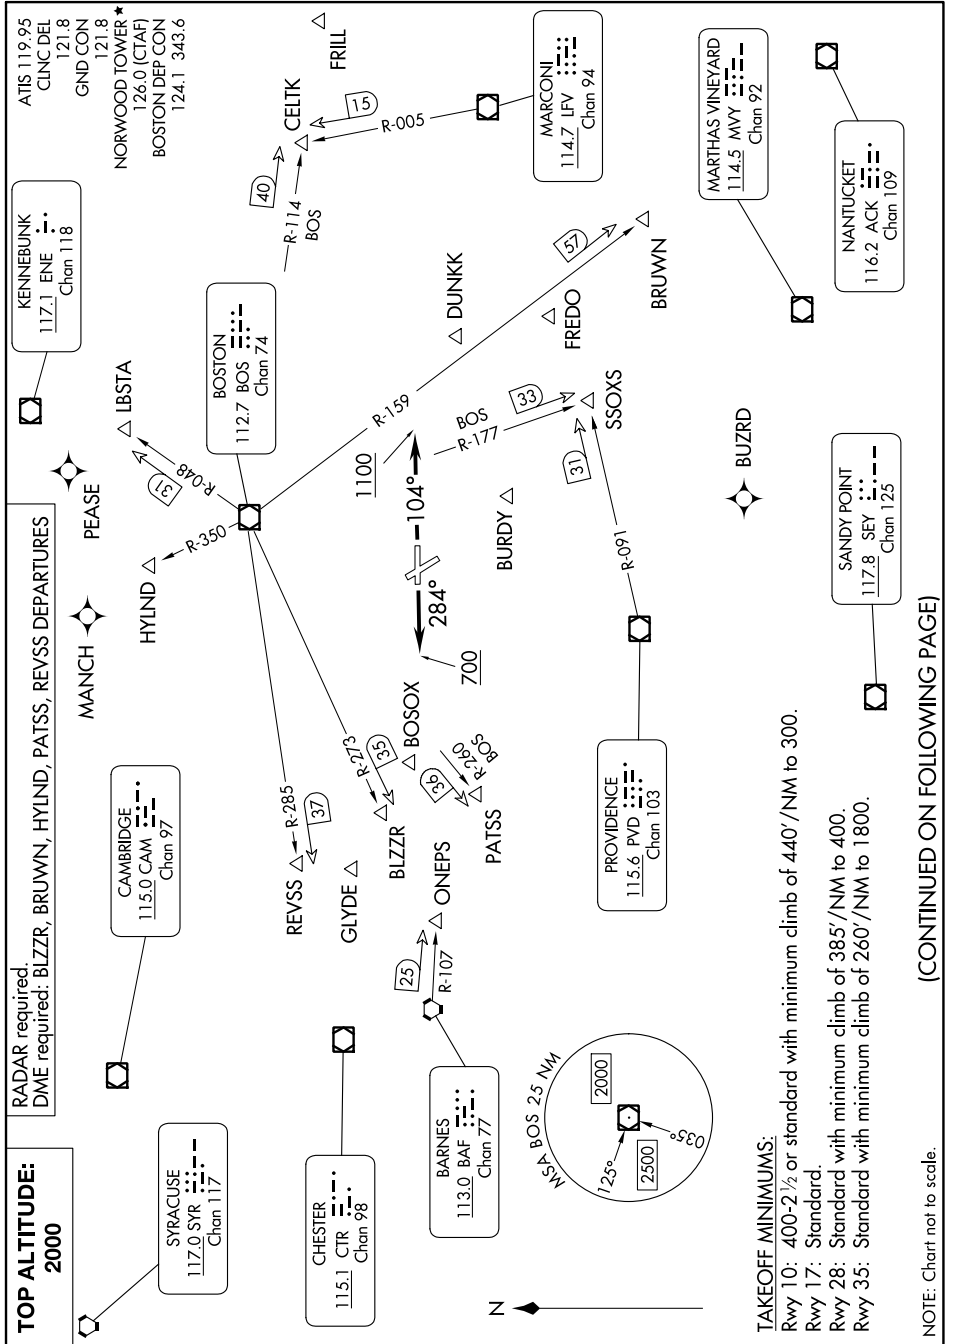 TOP ALTITUDE:
2000
RADAR required.
DME required: BLZZR, BRUWN, HYLND, PATSS, REVSS DEPARTURES
ATIS 119.95
CLNC DEL
121.8
GND CON
121.8
NORWOOD TOWER★
126.0 (CTAF)
BOSTON DEP CON
124.1 343.6
SYRACUSE
117.0 SYR
Chan 117
CAMBRIDGE
115.0 CAM
Chan 97
MANCH
PEASE
KENNEBUNK
117.1 ENE
Chan 118
HYLND
LBSTA
31
R-048
R-350
BOSTON
112.7 BOS
Chan 74
40
R-114
BOS
CELTK
FRILL
15
R-005
MARCONI
114.7 LFV
Chan 94
REVSS
R-285
37
GLYDE
BLZZR
R-273
35
BOSOX
CHESTER
115.1 CTR
Chan 98
25
R-107
ONEPS
PATSS
36
R-260
BOS
BARNES
113.0 BAF
Chan 77
700
284°
104°
1100
R-159
DUNKK
FREDO
57
BRUWN
BURDY
BOS
R-177
33
31
SSOXS
R-091
PROVIDENCE
115.6 PVD
Chan 103
MARTHAS VINEYARD
114.5 MVY
Chan 92
BUZRD
NANTUCKET
116.2 ACK
Chan 109
SANDY POINT
117.8 SEY
Chan 125
MSA BOS 25 NM
125°
2000
2500
035°
N
TAKEOFF MINIMUMS:
Rwy 10: 400-2½ or standard with minimum climb of 440'/NM to 300.
Rwy 17: Standard.
Rwy 28: Standard with minimum climb of 385'/NM to 400.
Rwy 35: Standard with minimum climb of 260'/NM to 1800.
NOTE: Chart not to scale.
(CONTINUED ON FOLLOWING PAGE)